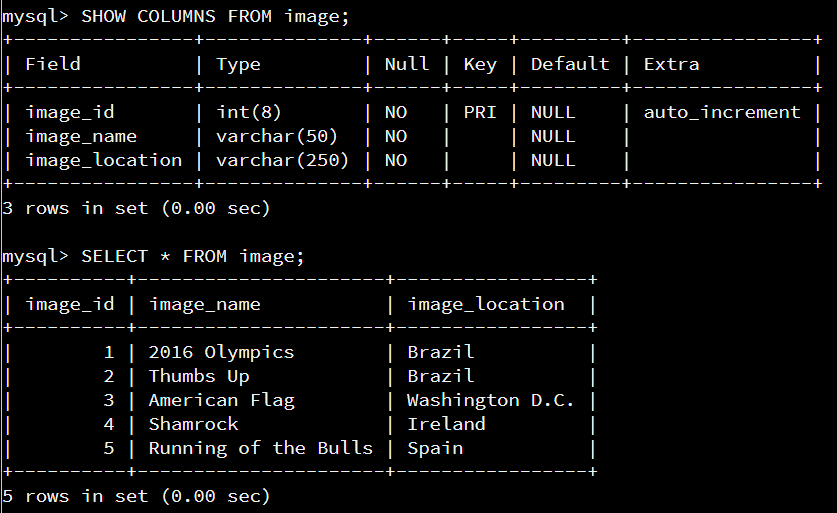 mysql> SHOW COLUMNS FROM image;
+----------------+--------------+------+-----+---------+----------------+
| Field          | Type         | Null | Key | Default | Extra          |
+----------------+--------------+------+-----+---------+----------------+
| image_id       | int(8)       | NO   | PRI | NULL    | auto_increment |
| image_name     | varchar(50)  | NO   |     | NULL    |                |
| image_location | varchar(250) | NO   |     | NULL    |                |
+----------------+--------------+------+-----+---------+----------------+
3 rows in set (0.00 sec)

mysql> SELECT * FROM image;
+----------+----------------------+-----------------+
| image_id | image_name           | image_location  |
+----------+----------------------+-----------------+
|        1 | 2016 Olympics        | Brazil          |
|        2 | Thumbs Up            | Brazil          |
|        3 | American Flag        | Washington D.C. |
|        4 | Shamrock             | Ireland         |
|        5 | Running of the Bulls | Spain           |
+----------+----------------------+-----------------+
5 rows in set (0.00 sec)